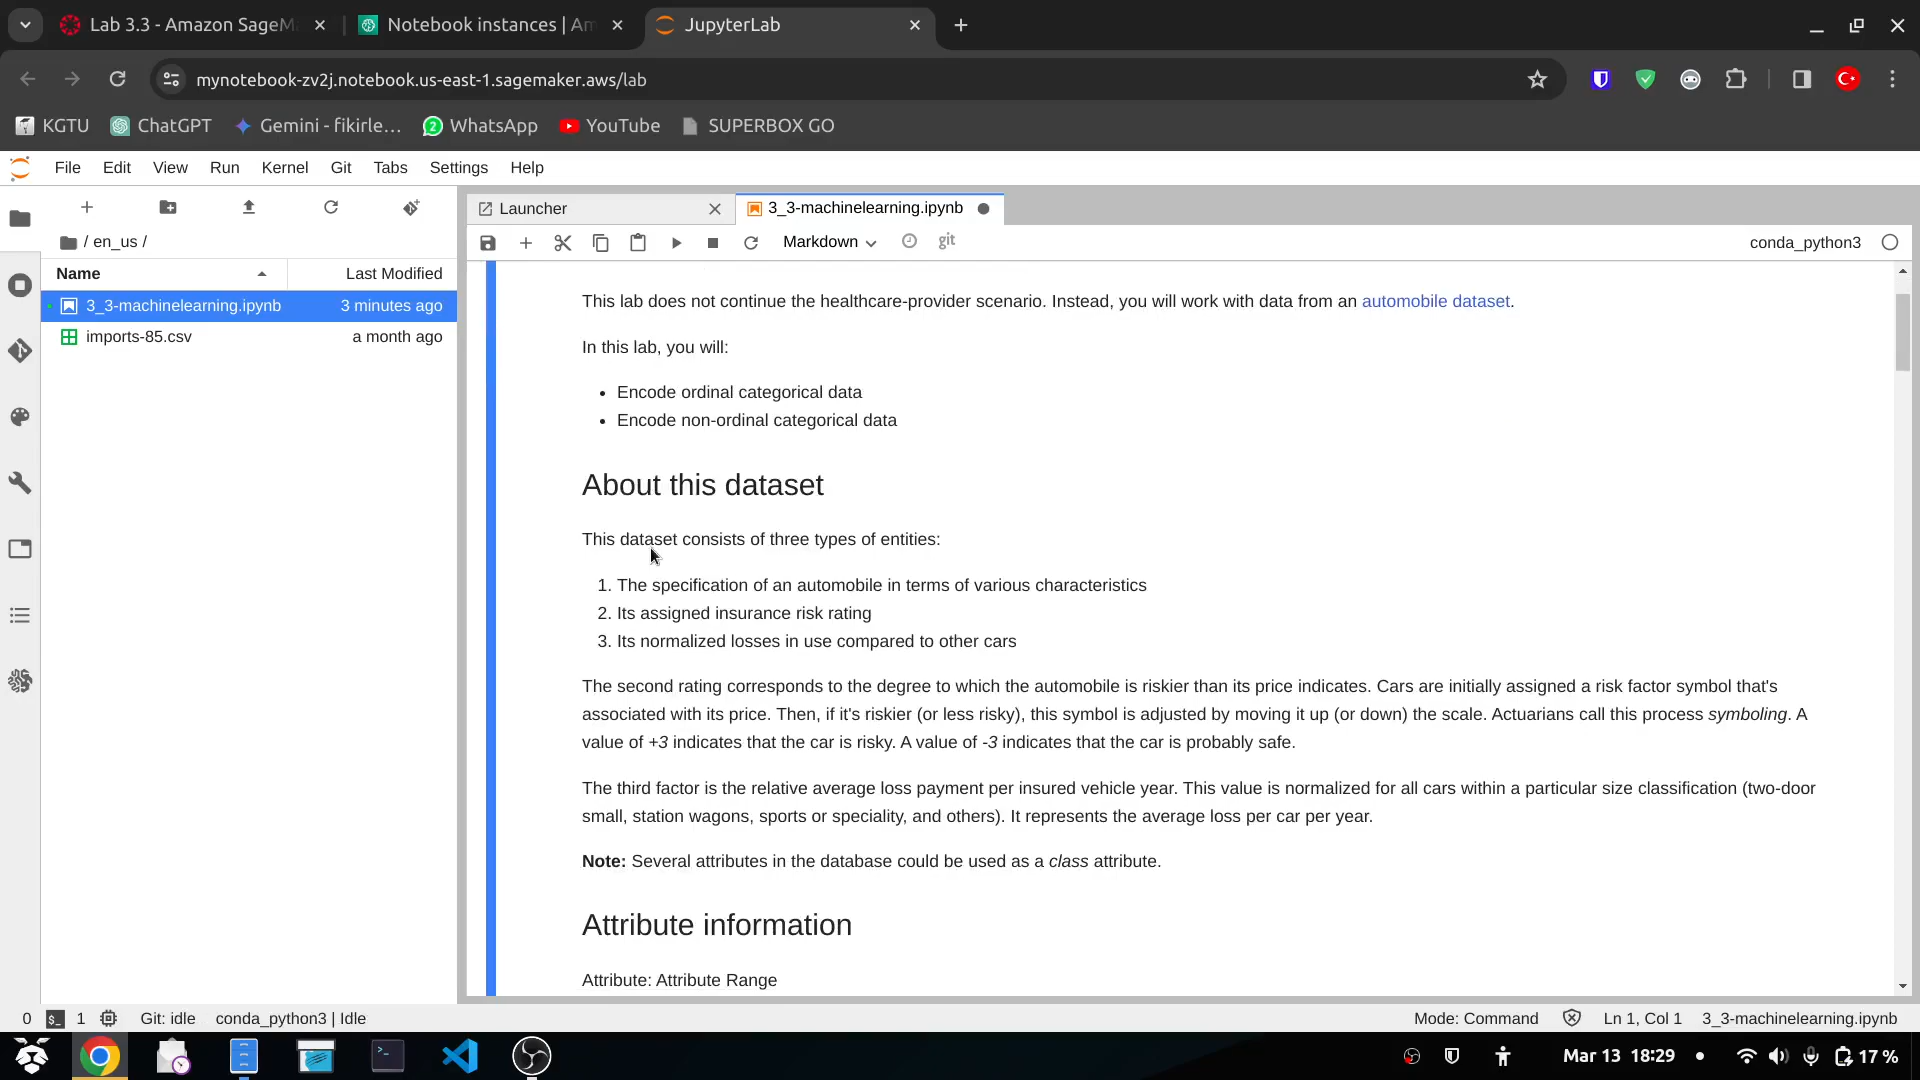 Lab 3.3 - Amazon SageM
Notebook instances | Am
JupyterLab
mynotebook-zv2j.notebook.us-east-1.sagemaker.aws/lab
KGTU
ChatGPT
Gemini - fikirle…
WhatsApp
YouTube
SUPERBOX GO
File
Edit
View
Run
Kernel
Git
Tabs
Settings
Help
/ en_us /
Name
Last Modified
3_3-machinelearning.ipynb
3 minutes ago
imports-85.csv
a month ago
Launcher
3_3-machinelearning.ipynb
Markdown
git
conda_python3
This lab does not continue the healthcare-provider scenario. Instead, you will work with data from an automobile dataset.
In this lab, you will:
• Encode ordinal categorical data
• Encode non-ordinal categorical data
About this dataset
This dataset consists of three types of entities:
1. The specification of an automobile in terms of various characteristics
2. Its assigned insurance risk rating
3. Its normalized losses in use compared to other cars
The second rating corresponds to the degree to which the automobile is riskier than its price indicates. Cars are initially assigned a risk factor symbol that's
associated with its price. Then, if it's riskier (or less risky), this symbol is adjusted by moving it up (or down) the scale. Actuarians call this process symboling. A
value of +3 indicates that the car is risky. A value of -3 indicates that the car is probably safe.
The third factor is the relative average loss payment per insured vehicle year. This value is normalized for all cars within a particular size classification (two-door
small, station wagons, sports or speciality, and others). It represents the average loss per car per year.
Note: Several attributes in the database could be used as a class attribute.
Attribute information
Attribute: Attribute Range
0
1
Git: idle
conda_python3 | Idle
Mode: Command
Ln 1, Col 1
3_3-machinelearning.ipynb
Mar 13 18:29
17 %